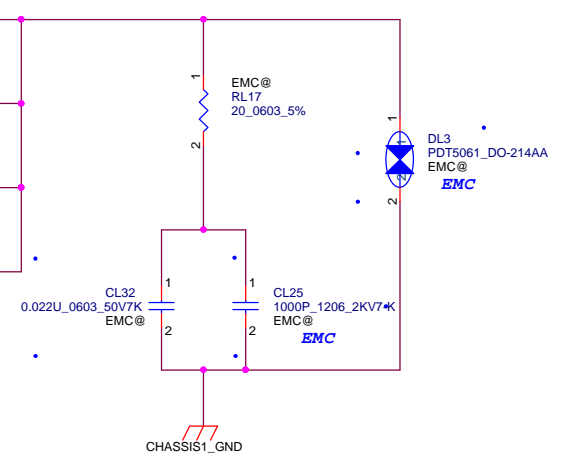 1
EMC@
RL17
20_0603_5%
2
1
1
DL3
PDT5061_DO-214AA
EMC@
EMC
2
2
1
CL32
0.022U_0603_50V7K
EMC@
2
1
CL25
1000P_1206_2KV7K
EMC@
2
EMC
CHASSIS1_GND